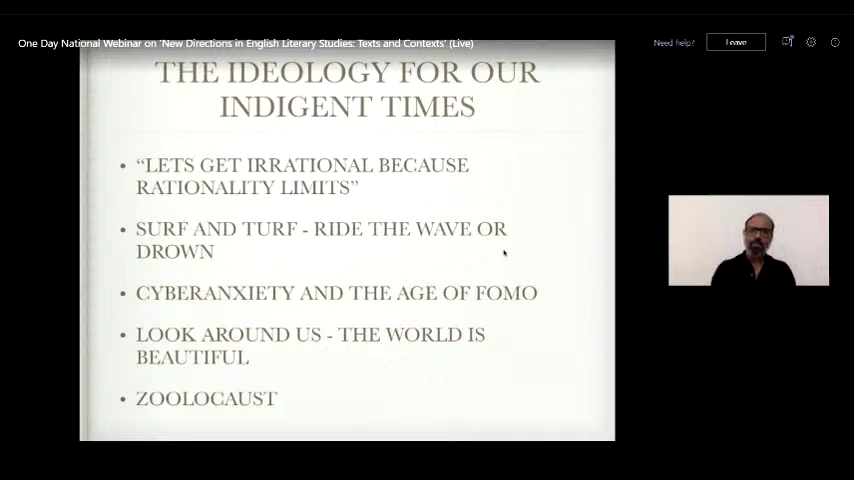 One Day National Webinar on 'New Directions in English Literary Studies: Texts and Contexts' (Live)
Need help?
Leave
THE IDEOLOGY FOR OUR
INDIGENT TIMES
• “LETS GET IRRATIONAL BECAUSE
RATIONALITY LIMITS”
• SURF AND TURF - RIDE THE WAVE OR
DROWN
• CYBERANXIETY AND THE AGE OF FOMO
• LOOK AROUND US - THE WORLD IS
BEAUTIFUL
• ZOOLOCAUST